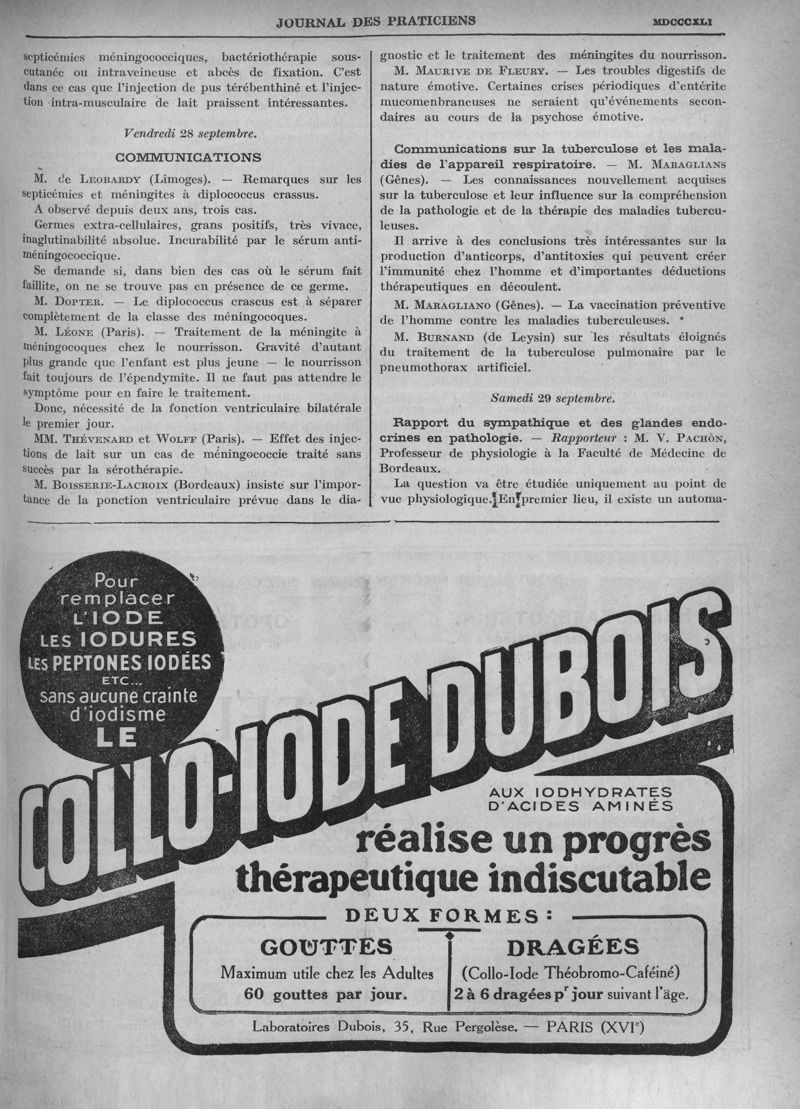 JOURNAL DES PRATICIENS
MDCCCXLI
septicémies méningococciques, bactériothérapie sous-
cutanée ou intraveineuse et abcès de fixation. C'est
dans ce cas que l'injection de pus térébenthiné et l'injec-
tion intra-musculaire de lait praissent intéressantes.
Vendredi 28 septembre.
COMMUNICATIONS
M. de LEOBARDY (Limoges). — Remarques sur les
septicémies et méningites à diplococcus crassus.
A observé depuis deux ans, trois cas.
Germes extra-cellulaires, grans positifs, très vivace,
inaglutinabilité absolue. Incurabilité par le sérum anti-
méningococcique.
Se demande si, dans bien des cas où le sérum fait
faillite, on ne se trouve pas en présence de ce germe.
M. DOPTER. — Le diplococcus crascus est à séparer
complètement de la classe des méningocoques.
M. LÉONE (Paris). — Traitement de la méningite à
méningocoques chez le nourrisson. Gravité d'autant
plus grande que l'enfant est plus jeune — le nourrisson
fait toujours de l'épendymite. Il ne faut pas attendre le
symptôme pour en faire le traitement.
Donc, nécessité de la fonction ventriculaire bilatérale
le premier jour.
MM. THÉVENARD et WOLFF (Paris). — Effet des injec-
tions de lait sur un cas de méningococcie traité sans
succès par la sérothérapie.
M. BOISSERIE-LACROIX (Bordeaux) insiste sur l'impor-
tance de la ponction ventriculaire prévue dans le dia-
gnostic et le traitement des méningites du nourrisson.
M. MAURIVE DE FLEURY. — Les troubles digestifs de
nature émotive. Certaines crises périodiques d'entérite
mucomenbraneuses ne seraient qu'événements secon-
daires au cours de la psychose émotive.
Communications sur la tuberculose et les mala-
dies de l'appareil respiratoire. — M. MARAGLIANS
(Gênes). — Les connaissances nouvellement acquises
sur la tuberculose et leur influence sur la compréhension
de la pathologie et de la thérapie des maladies tubercu-
leuses.
Il arrive à des conclusions très intéressantes sur la
production d'anticorps, d'antitoxies qui peuvent créer
l'immunité chez l'homme et d'importantes déductions
thérapeutiques en découlent.
M. MARAGLIANO (Gênes). — La vaccination préventive
de l'homme contre les maladies tuberculeuses.
M. BURNAND (de Leysin) sur les résultats éloignés
du traitement de la tuberculose pulmonaire par le
pneumothorax artificiel.
Samedi 29 septembre.
Rapport du sympathique et des glandes endo-
crines en pathologie. — Rapporteur : M. V. PACHON,
Professeur de physiologie à la Faculté de Médecine de
Bordeaux.
La question va être étudiée uniquement au point de
vue physiologique. En premier lieu, il existe un automa-
Pour
remplacer
L'IODE
LES IODURES
LES PEPTONES IODÉES
ETC...
sans aucune crainte
d'iodisme
LE
COLLO-IODE DUBOIS
AUX IODHYDRATES
D'ACIDES AMINÉS
réalise un progrès
thérapeutique indiscutable
DEUX FORMES :
GOUTTES
Maximum utile chez les Adultes
60 gouttes par jour.
DRAGÉES
(Collo-Iode Théobromo-Caféiné)
2 à 6 dragées pr jour suivant l'âge.
Laboratoires Dubois, 35, Rue Pergolèse. — PARIS (XVIe)